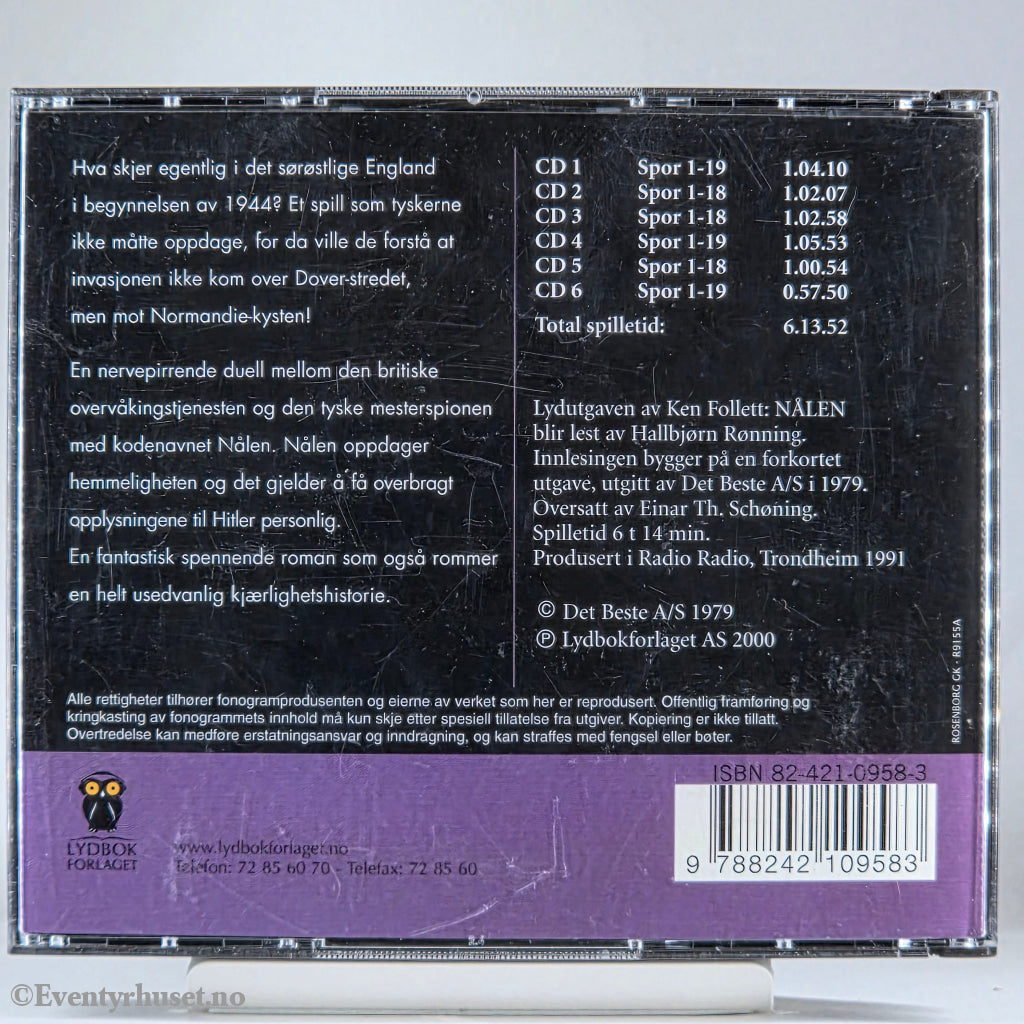 Hva skjer egentlig i det sørøstlige England
i begynnelsen av 1944? Et spill som tyskerne
ikke måtte oppdage, for da ville de forstå at
invasjonen ikke kom over Dover-stredet,
men mot Normandie-kysten!
En nervepirrende duell mellom den britiske
overvåkingstjenesten og den tyske mesterspionen
med kodenavnet Nålen. Nålen oppdager
hemmeligheten og det gjelder å få overbragt
opplysningene til Hitler personlig.
En fantastisk spennende roman som også rommer
en helt usedvanlig kjærlighetshistorie.
CD 1 Spor 1-19 1.04.10
CD 2 Spor 1-18 1.02.07
CD 3 Spor 1-18 1.02.58
CD 4 Spor 1-19 1.05.53
CD 5 Spor 1-18 1.00.54
CD 6 Spor 1-19 0.57.50
Total spilletid: 6.13.52
Lydutgaven av Ken Follett: NÅLEN
blir lest av Hallbjørn Rønning.
Innlesingen bygger på en forkortet
utgave, utgitt av Det Beste A/S i 1979.
Oversatt av Einar Th. Schøning.
Spilletid 6 t 14 min.
Produsert i Radio Radio, Trondheim 1991
© Det Beste A/S 1979
℗ Lydbokforlaget AS 2000
ROSENBORG GK · R9155A
Alle rettigheter tilhører fonogramprodusenten og eierne av verket som her er reprodusert. Offentlig framføring og
kringkasting av fonogrammets innhold må kun skje etter spesiell tillatelse fra utgiver. Kopiering er ikke tillatt.
Overtredelse kan medføre erstatningsansvar og inndragning, og kan straffes med fengsel eller bøter.
LYDBOK
FORLAGET
www.lydbokforlaget.no
Telefon: 72 85 60 70 - Telefax: 72 85 60
ISBN 82-421-0958-3
9 788242 109583
©Eventyrhuset.no